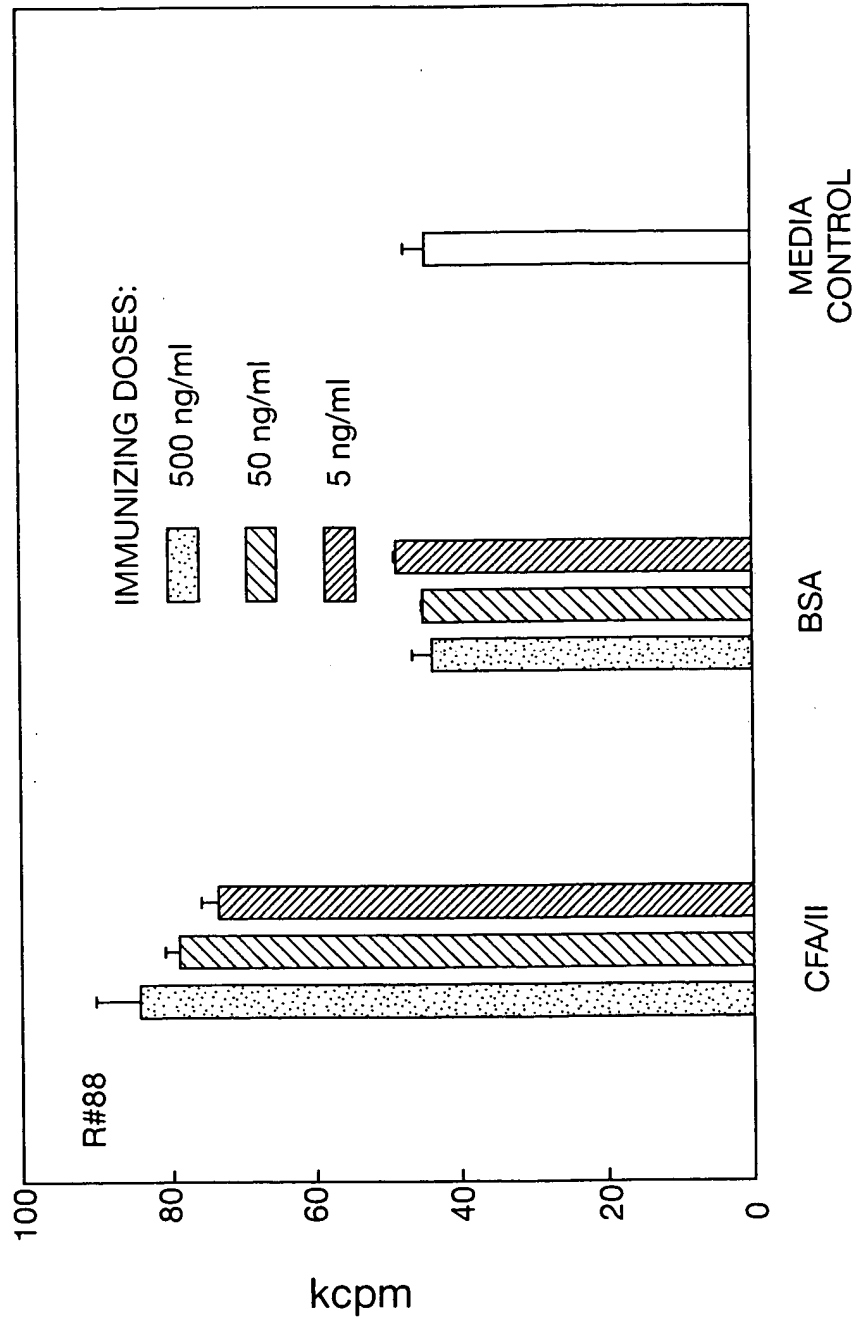 R#88
IMMUNIZING DOSES:
500 ng/ml
50 ng/ml
5 ng/ml
kcpm
100
80
60
40
20
0
CFA/II
BSA
MEDIA
CONTROL